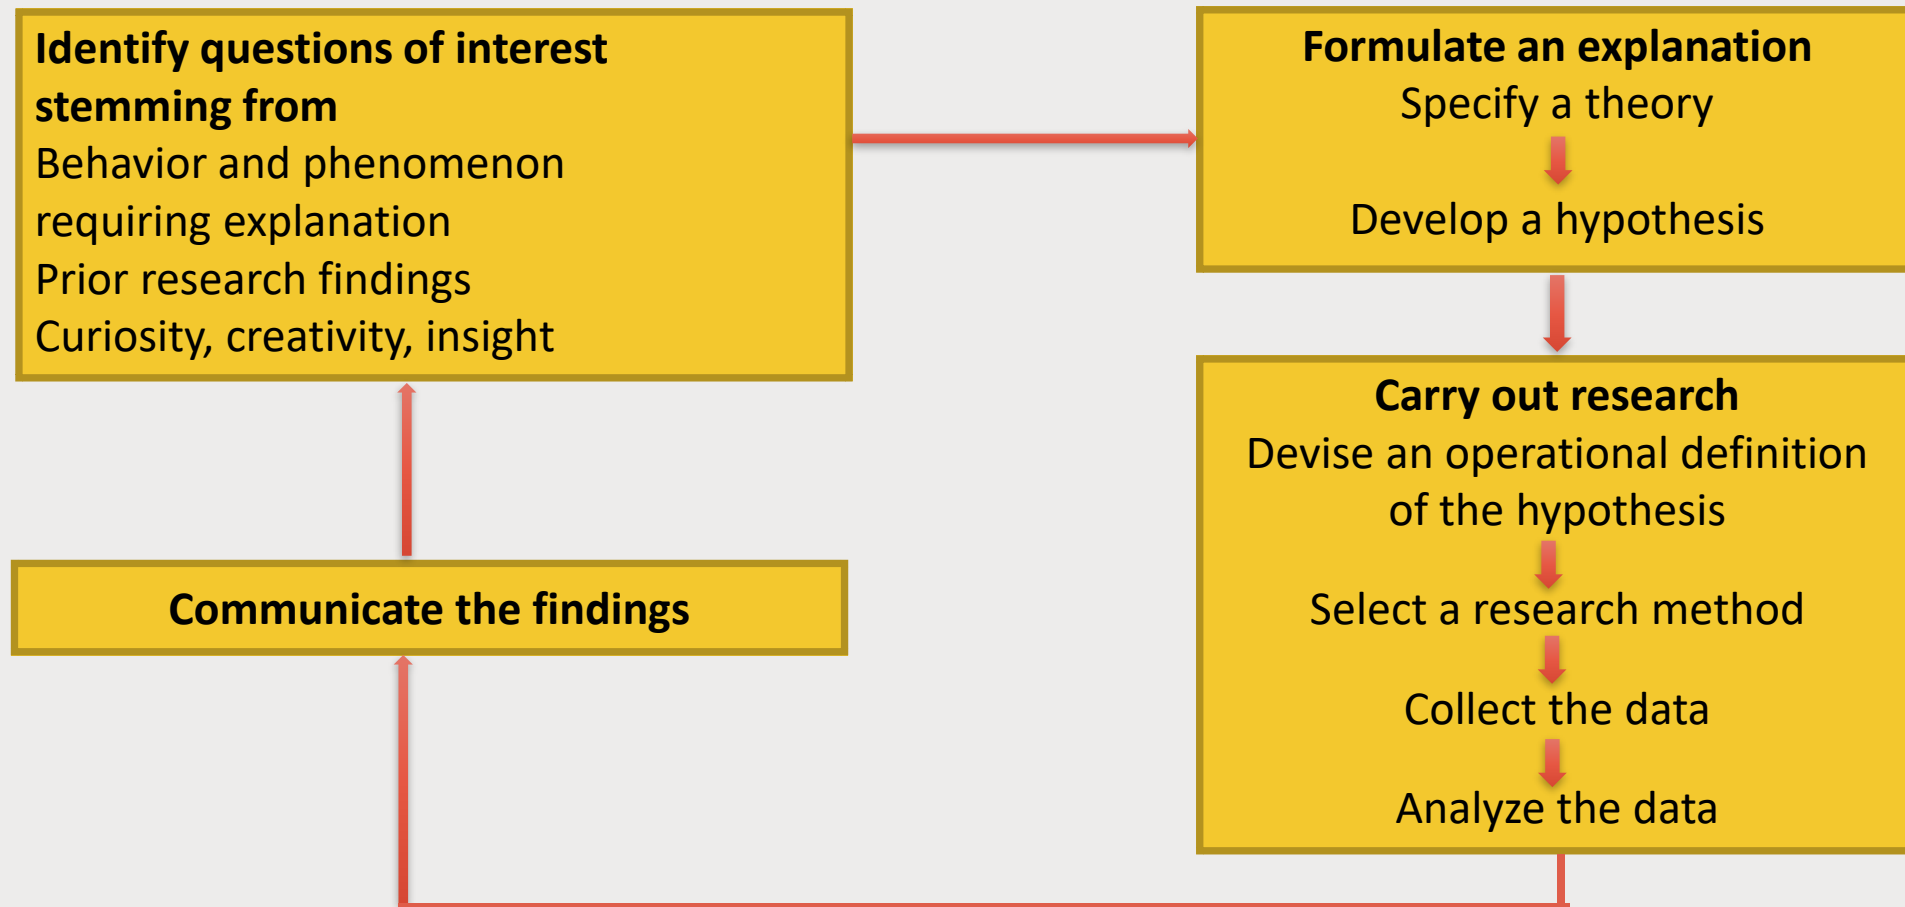 Identify questions of interest
stemming from
Behavior and phenomenon
requiring explanation
Prior research findings
Curiosity, creativity, insight
Formulate an explanation
Specify a theory
Develop a hypothesis
Carry out research
Devise an operational definition
of the hypothesis
Select a research method
Collect the data
Analyze the data
Communicate the findings